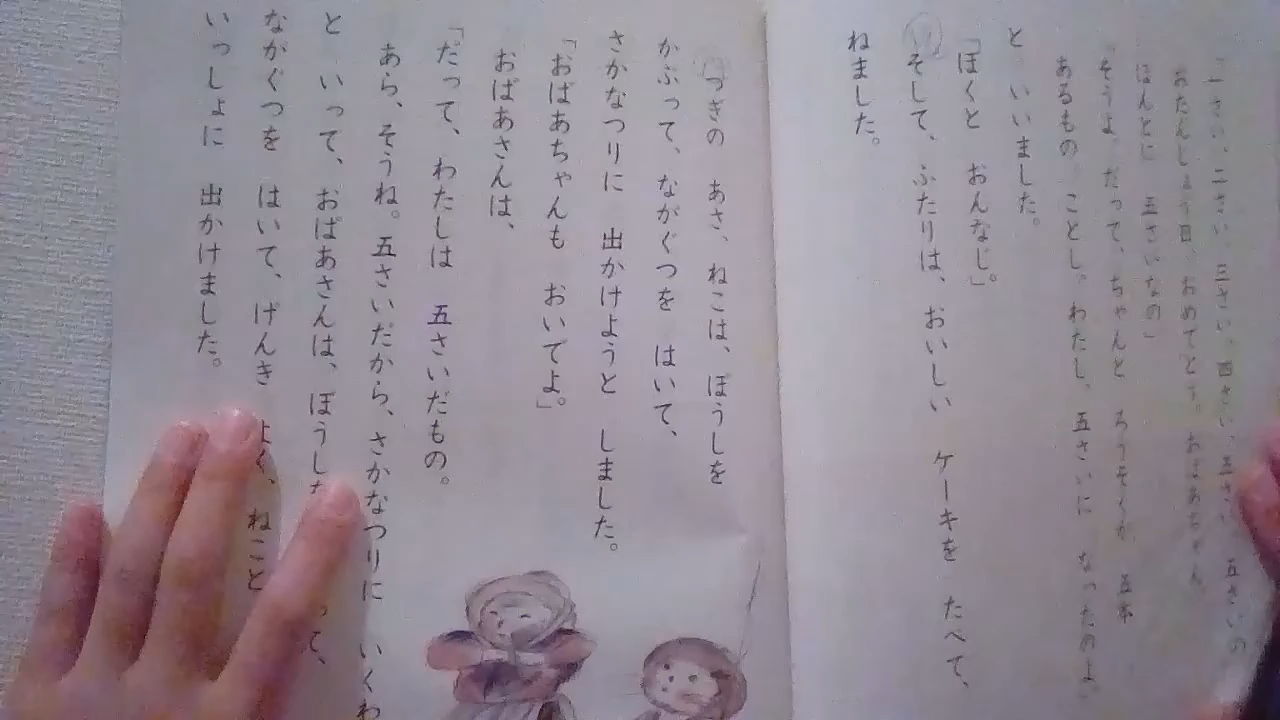 一さい、二さい、三さい、四さい、五さい。五さいの
おたんじょう日、おめでとう。おばあちゃん、
ほんとに 五さいなの」
「そうよ。だって、ちゃんと ろうそくが 五本
あるもの。ことし、わたし、五さいに なったのよ」
と いいました。
「ぼくと おんなじ。」
そして、ふたりは、おいしい ケーキを たべて、
ねました。
つぎの あさ、ねこは、ぼうしを
かぶって、ながぐつを はいて、
さかなつりに 出かけようと しました。
「おばあちゃんも おいでよ。」
おばあさんは、
「だって、わたしは 五さいだもの。
あら、そうね。五さいだから、さかなつりに いくわ
と いって、おばあさんは、ぼうし って、
ながぐつを はいて、げんき よく、ねこと
いっしょに 出かけました。